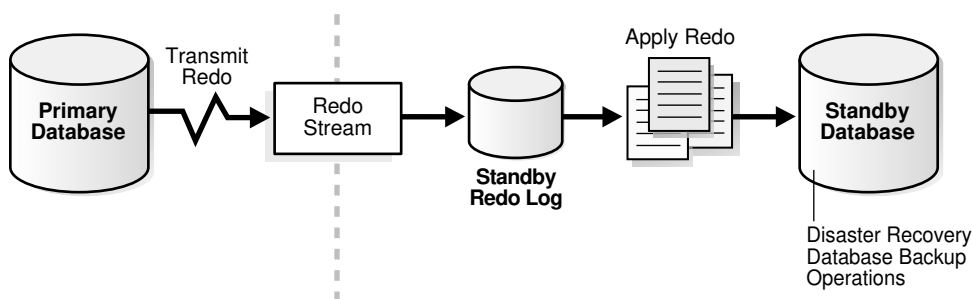 Primary
Database
Transmit
Redo
Redo
Stream
Standby
Redo Log
Apply Redo
Standby
Database
Disaster Recovery
Database Backup
Operations